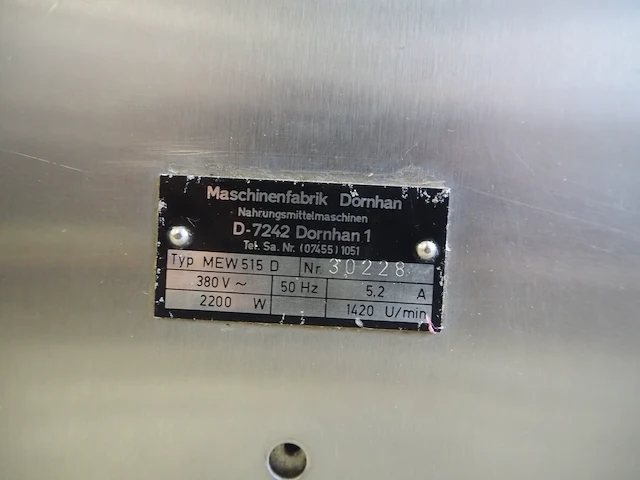 Maschinenfabrik Dornhan
Nahrungsmittelmaschinen
D-7242 Dornhan 1
Tel. Sa. Nr. (07455) 1051
Typ MEW 515 D Nr. 30228
380 V ~ 50 Hz 5,2 A
2200 W 1420 U/min